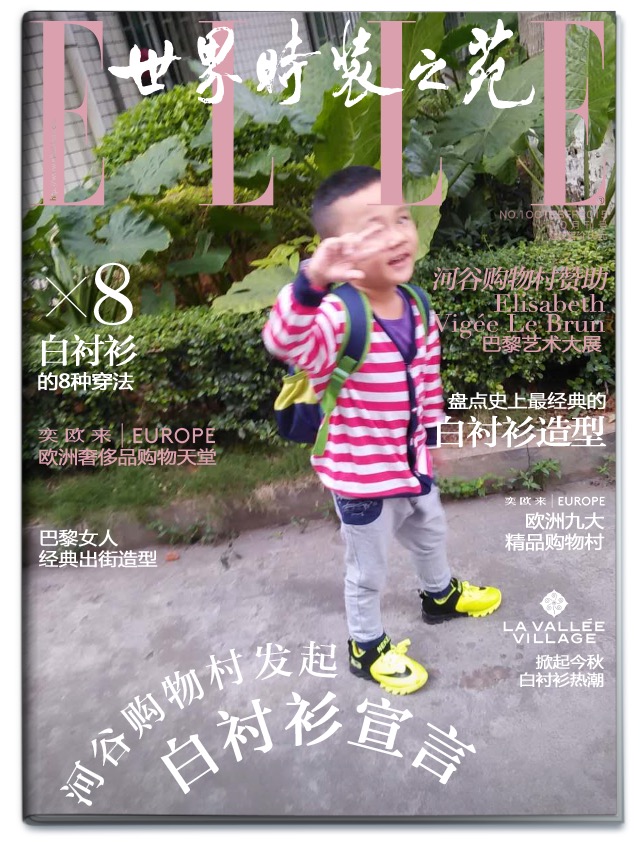 ELLE
世界時裝之苑
NO.10 OCTOBER 2015
×8
白衬衫
的8种穿法
奕欧来 | EUROPE
欧洲奢侈品购物天堂
巴黎女人
经典出街造型
河谷购物村赞助
Elisabeth
Vigée Le Brun
巴黎艺术大展
盘点史上最经典的
白衬衫造型
奕欧来 | EUROPE
欧洲九大
精品购物村
LA VALLÉE
VILLAGE
掀起今秋
白衬衫热潮
河谷购物村发起
白衬衫宣言